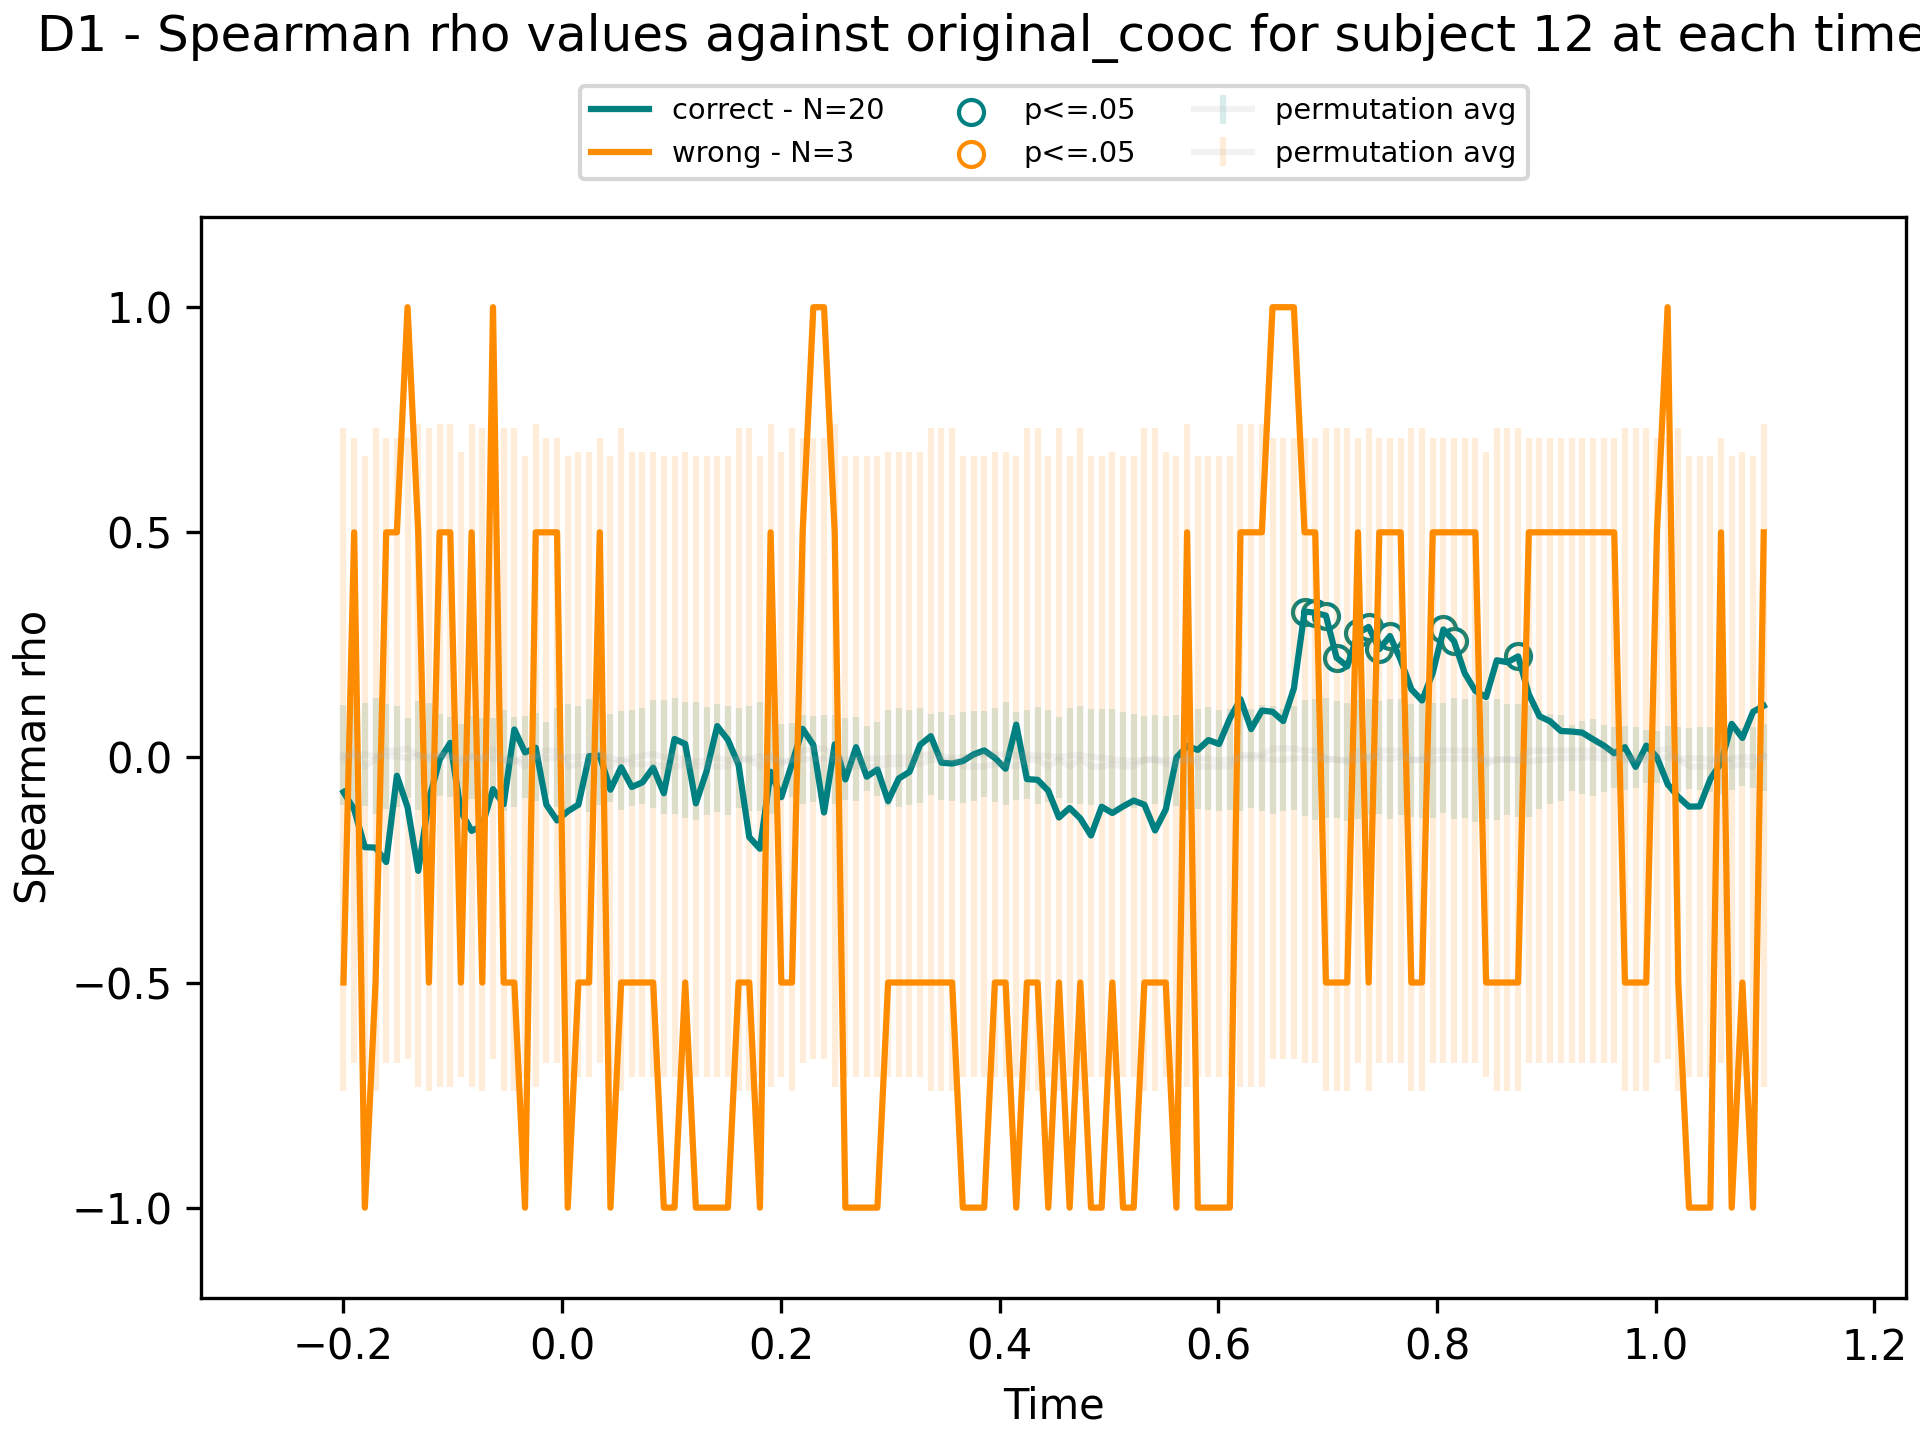 D1 - Spearman rho values against original_cooc for subject 12 at each time
correct - N=20 p<=.05 permutation avg
wrong - N=3 p<=.05 permutation avg
1.0
0.5
0.0
−0.5
−1.0
Spearman rho
−0.2 0.0 0.2 0.4 0.6 0.8 1.0 1.2
Time